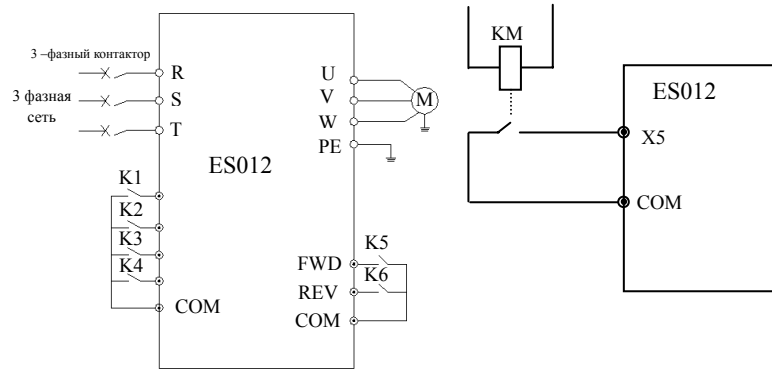 3 –фазный контактор
3 фазная
сеть
R
S
T
U
V
W
PE
M
ES012
K1
K2
K3
K4
COM
FWD
REV
COM
K5
K6
KM
ES012
X5
COM